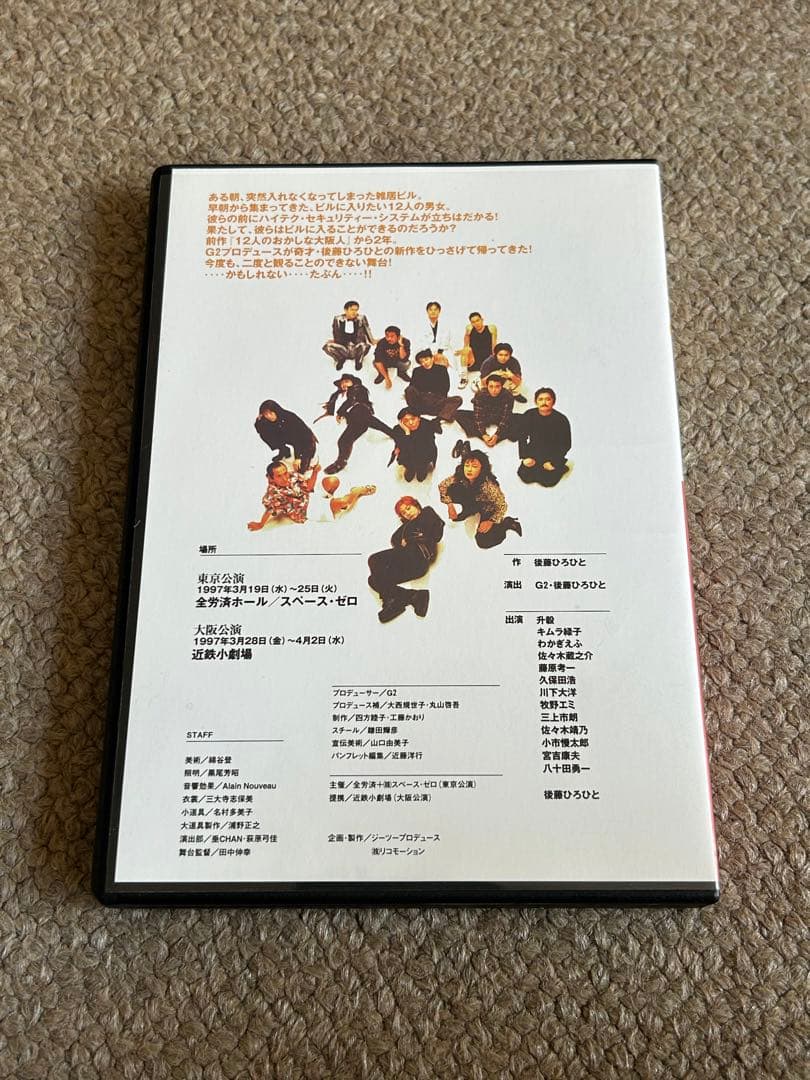 ある朝、突然入れなくなってしまった雑居ビル。
早朝から集まってきた、ビルに入りたい12人の男女。
彼らの前にハイテク・セキュリティー・システムが立ちはだかる!
果たして、彼らはビルに入ることができるのだろうか?
前作『12人のおかしな大阪人』から2年。
G2プロデュースが奇才・後藤ひろひとの新作をひっさげて帰ってきた!
今度も、二度と観ることのできない舞台!
‥‥かもしれない‥‥たぶん‥‥!!
場所
東京公演
1997年3月19日(水)〜25日(火)
全労済ホール/スペース・ゼロ
大阪公演
1997年3月28日(金)〜4月2日(水)
近鉄小劇場
作 後藤ひろひと
演出 G2・後藤ひろひと
出演 升毅
キムラ緑子
わかぎえふ
佐々木蔵之介
藤原考一
久保田浩
川下大洋
牧野エミ
三上市朗
佐々木靖乃
小市慢太郎
宮吉康夫
八十田勇一
後藤ひろひと
プロデューサー/G2
プロデュース補/大西規世子・丸山啓吾
制作/四方睦子・工藤かおり
スチール/鎌田輝彦
宣伝美術/山口由美子
パンフレット編集/近藤洋行
主催/全労済+㈱スペース・ゼロ(東京公演)
提携/近鉄小劇場(大阪公演)
企画・製作/ジーツープロデュース
㈱リコモーション
STAFF
美術/綿谷登
照明/黒尾芳昭
音響効果/Alain Nouveau
衣裳/三大寺志保美
小道具/名村多美子
大道具製作/浦野正之
演出部/垂CHAN・萩原弓佳
舞台監督/田中伸幸